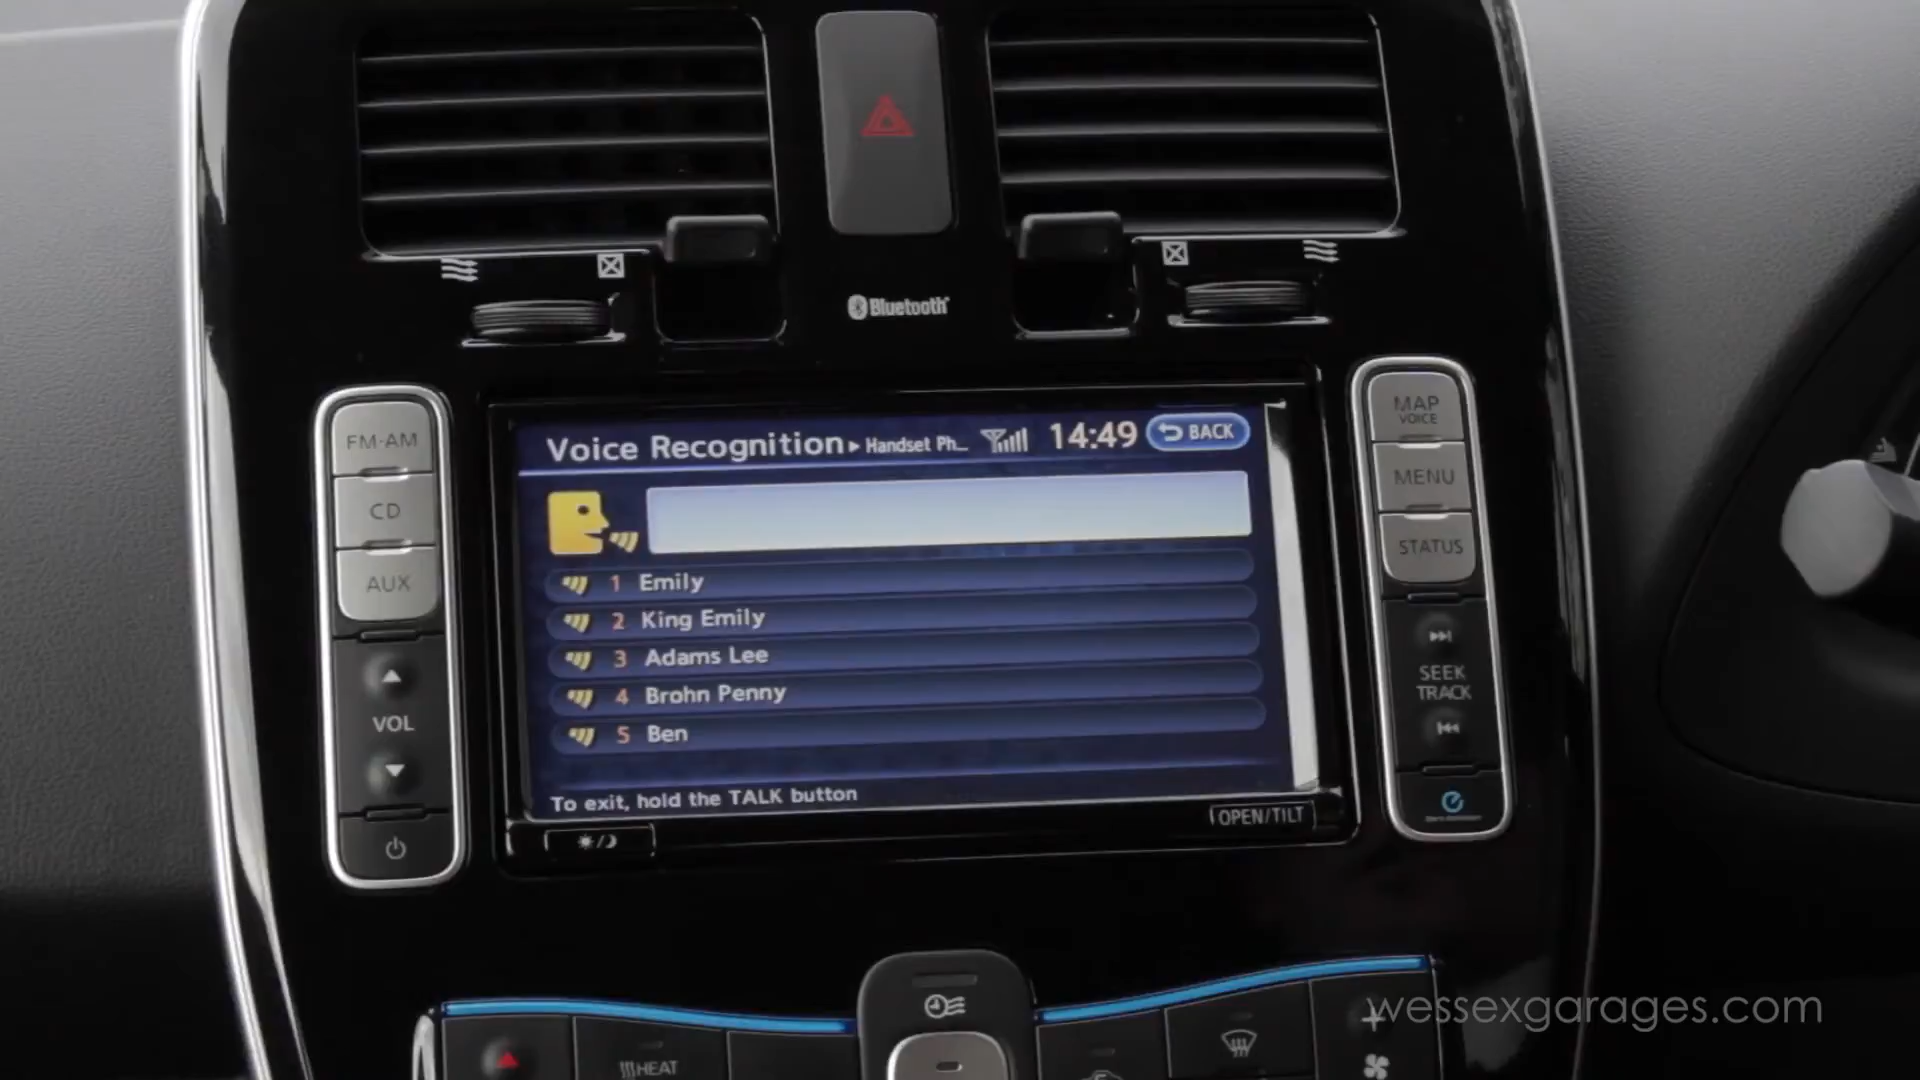 Bluetooth
FM·AM
CD
AUX
VOL
MAP
VOICE
MENU
STATUS
SEEK
TRACK
Voice Recognition ▸ Handset Ph... 14:49 BACK
1 Emily
2 King Emily
3 Adams Lee
4 Brohn Penny
5 Ben
To exit, hold the TALK button
OPEN/TILT
HEAT
wessexgarages.com